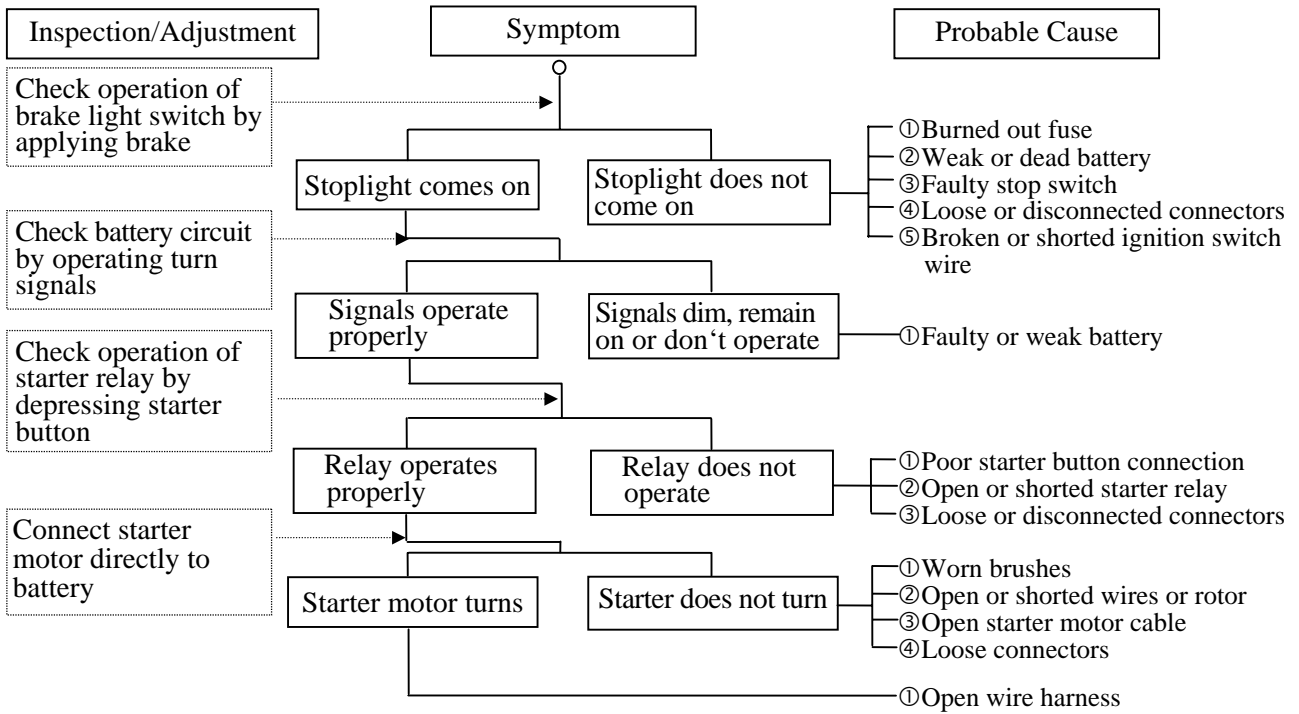 Inspection/Adjustment
Symptom
Probable Cause
Check operation of
brake light switch by
applying brake
Stoplight comes on
Stoplight does not
come on
①Burned out fuse
②Weak or dead battery
③Faulty stop switch
④Loose or disconnected connectors
⑤Broken or shorted ignition switch
wire
Check battery circuit
by operating turn
signals
Signals operate
properly
Signals dim, remain
on or don‘t operate
①Faulty or weak battery
Check operation of
starter relay by
depressing starter
button
Relay operates
properly
Relay does not
operate
①Poor starter button connection
②Open or shorted starter relay
③Loose or disconnected connectors
Connect starter
motor directly to
battery
Starter motor turns
Starter does not turn
①Worn brushes
②Open or shorted wires or rotor
③Open starter motor cable
④Loose connectors
①Open wire harness